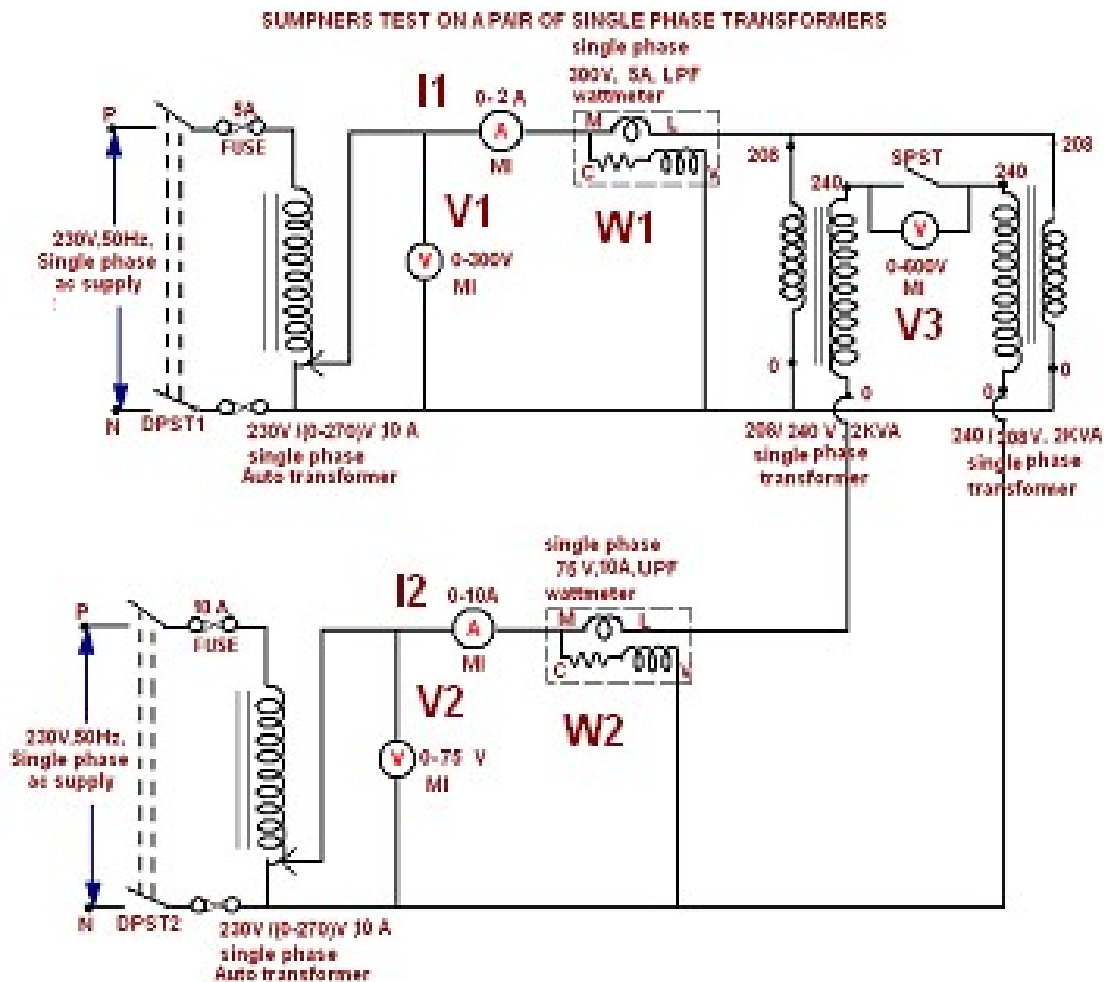 SUMPNERS TEST ON A PAIR OF SINGLE PHASE TRANSFORMERS
single phase
300V, 5A, LPF
wattmeter
I1
0-2 A
A
MI
M
L
C
V
W1
P
5A
FUSE
V1
V
0-300V
MI
230V,50Hz,
Single phase
ac supply
N
DPST1
230V /(0-270)V 10 A
single phase
Auto transformer
208
240
SPST
V
0-600V
MI
V3
240
208
0
0
0
0
208/ 240 V , 2KVA
single phase
transformer
240 / 208 V, 2KVA
single phase
transformer
single phase
75 V,10A,UPF
wattmeter
I2
0-10A
A
MI
M
L
C
V
W2
P
10 A
FUSE
V2
V
0-75 V
MI
230V,50Hz,
Single phase
ac supply
N
DPST2
230V /(0-270)V 10 A
single phase
Auto transformer